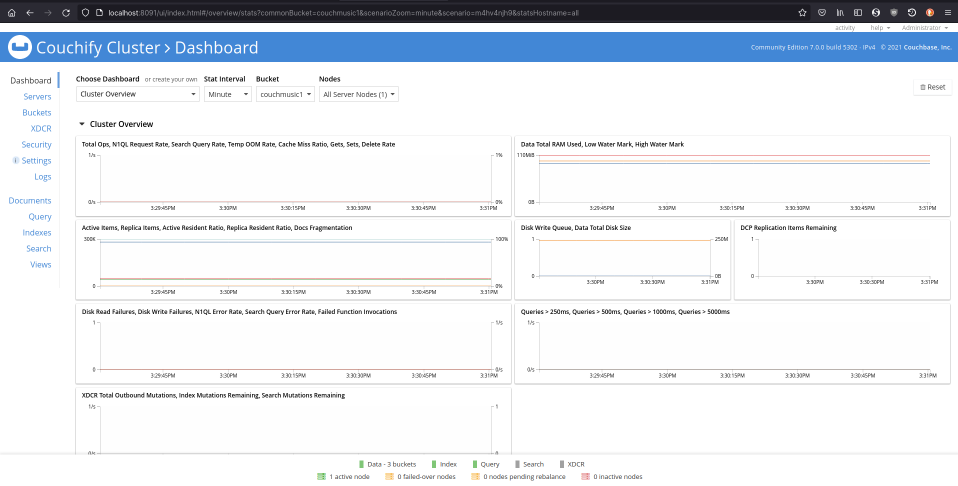 localhost:8091/ui/index.html#/overview/stats?commonBucket=couchmusic1&scenarioZoom=minute&scenario=m4hv4njh9&statsHostname=all
activity help Administrator
Couchify Cluster > Dashboard
Community Edition 7.0.0 build 5302 · IPv4 © 2021 Couchbase, Inc.
Dashboard
Servers
Buckets
XDCR
Security
Settings
Logs
Documents
Query
Indexes
Search
Views
Choose Dashboard or create your own Stat Interval Bucket Nodes
Cluster Overview Minute couchmusic1 All Server Nodes (1)
Reset
Cluster Overview
Total Ops, N1QL Request Rate, Search Query Rate, Temp OOM Rate, Cache Miss Ratio, Gets, Sets, Delete Rate
1/s 1%
0/s 0%
3:29:45PM 3:30PM 3:30:15PM 3:30:30PM 3:30:45PM 3:31PM
Data Total RAM Used, Low Water Mark, High Water Mark
110MiB
0B
3:29:45PM 3:30PM 3:30:15PM 3:30:30PM 3:30:45PM 3:31PM
Active Items, Replica Items, Active Resident Ratio, Replica Resident Ratio, Docs Fragmentation
300K 100%
0 0%
3:29:45PM 3:30PM 3:30:15PM 3:30:30PM 3:30:45PM 3:31PM
Disk Write Queue, Data Total Disk Size
1 250M
0 0B
3:30PM 3:30:30PM 3:31PM
DCP Replication Items Remaining
1
0
3:30PM 3:30:30PM 3:31PM
Disk Read Failures, Disk Write Failures, N1QL Error Rate, Search Query Error Rate, Failed Function Invocations
1 1/s
0 0/s
3:29:45PM 3:30PM 3:30:15PM 3:30:30PM 3:30:45PM 3:31PM
Queries > 250ms, Queries > 500ms, Queries > 1000ms, Queries > 5000ms
1/s
0/s
3:29:45PM 3:30PM 3:30:15PM 3:30:30PM 3:30:45PM 3:31PM
XDCR Total Outbound Mutations, Index Mutations Remaining, Search Mutations Remaining
1/s 1
0/s 0
Data - 3 buckets Index Query Search XDCR
1 active node 0 failed-over nodes 0 nodes pending rebalance 0 inactive nodes